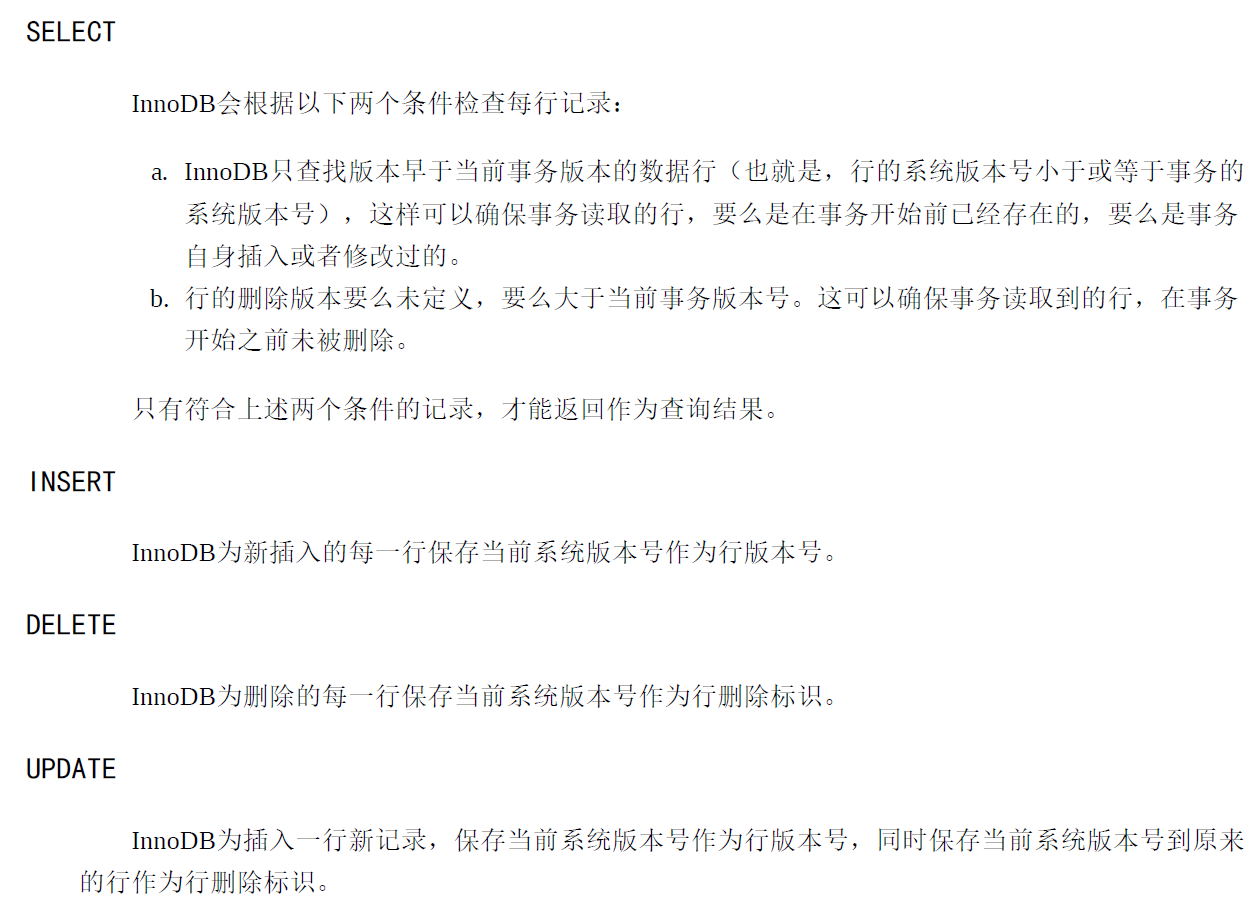 SELECT
InnoDB会根据以下两个条件检查每行记录：
a. InnoDB只查找版本早于当前事务版本的数据行（也就是，行的系统版本号小于或等于事务的
系统版本号），这样可以确保事务读取的行，要么是在事务开始前已经存在的，要么是事务
自身插入或者修改过的。
b. 行的删除版本要么未定义，要么大于当前事务版本号。这可以确保事务读取到的行，在事务
开始之前未被删除。
只有符合上述两个条件的记录，才能返回作为查询结果。
INSERT
InnoDB为新插入的每一行保存当前系统版本号作为行版本号。
DELETE
InnoDB为删除的每一行保存当前系统版本号作为行删除标识。
UPDATE
InnoDB为插入一行新记录，保存当前系统版本号作为行版本号，同时保存当前系统版本号到原来
的行作为行删除标识。